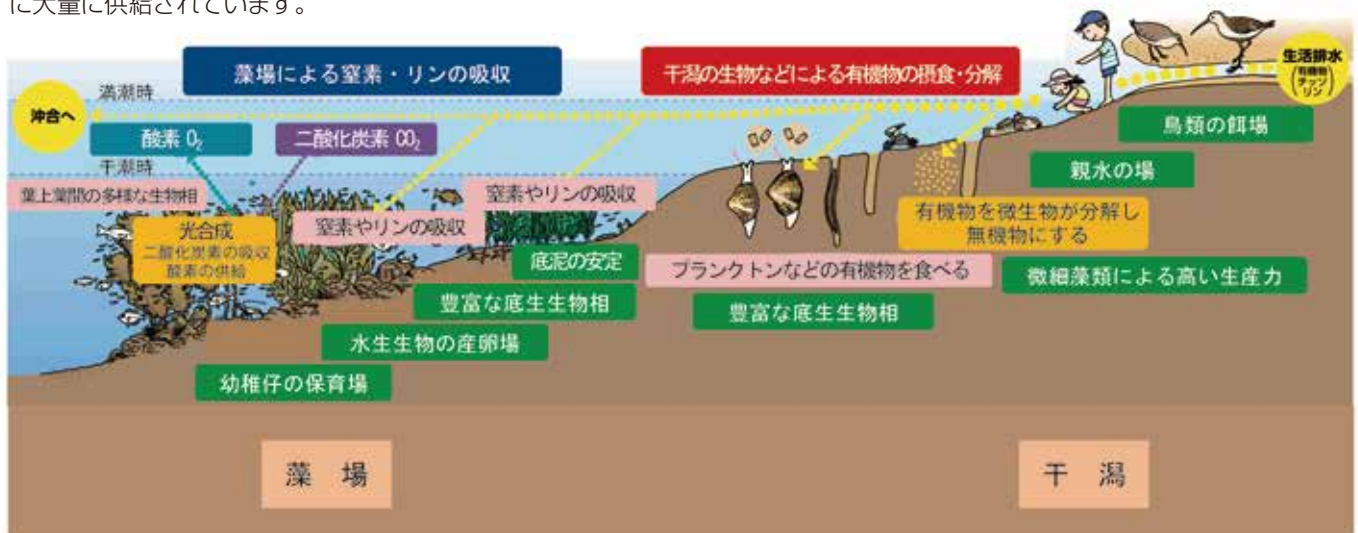 に大量に供給されています。
藻場による窒素・リンの吸収
干潟の生物などによる有機物の摂食・分解
生活排水
(有機物
チッソ
リン)
満潮時
沖合へ
酸素 O₂
二酸化炭素 CO₂
鳥類の餌場
干潮時
親水の場
葉上葉間の多様な生物相
窒素やリンの吸収
窒素やリンの吸収
光合成
二酸化炭素の吸収
酸素の供給
有機物を微生物が分解し
無機物にする
底泥の安定
プランクトンなどの有機物を食べる
微細藻類による高い生産力
豊富な底生生物相
豊富な底生生物相
水生生物の産卵場
幼稚仔の保育場
藻 場
干 潟